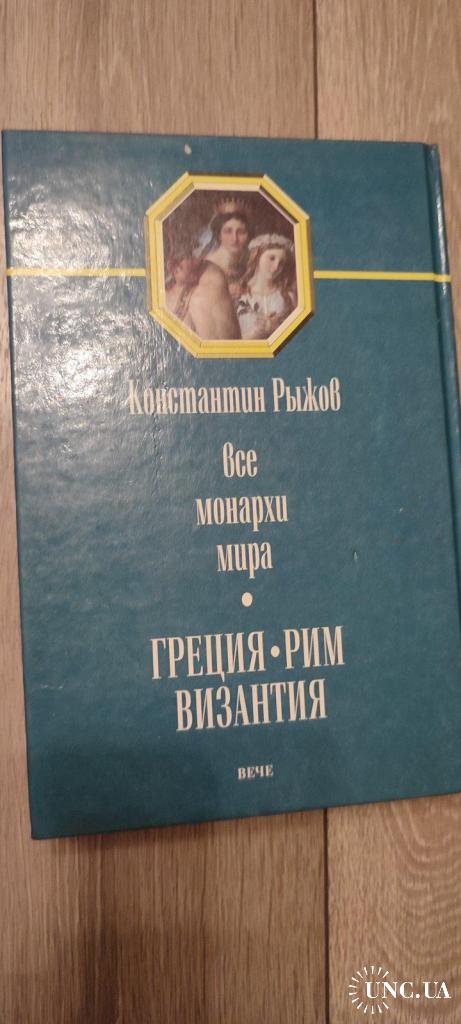 Константин Рыжов
все
монархи
мира
•
ГРЕЦИЯ • РИМ
ВИЗАНТИЯ
ВЕЧЕ
UNC.UA